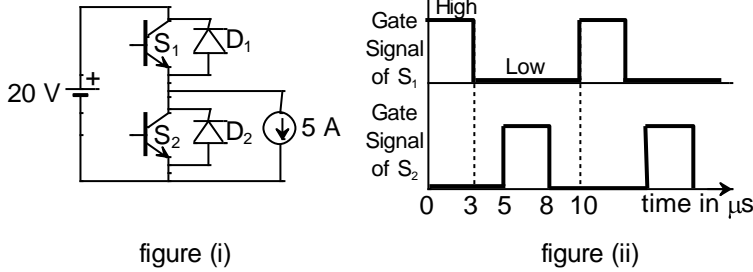 20 V
+
S1
D1
S2
D2
5 A
figure (i)
High
Gate
Signal
of S1
Low
Gate
Signal
of S2
0 3 5 8 10 time in μs
figure (ii)